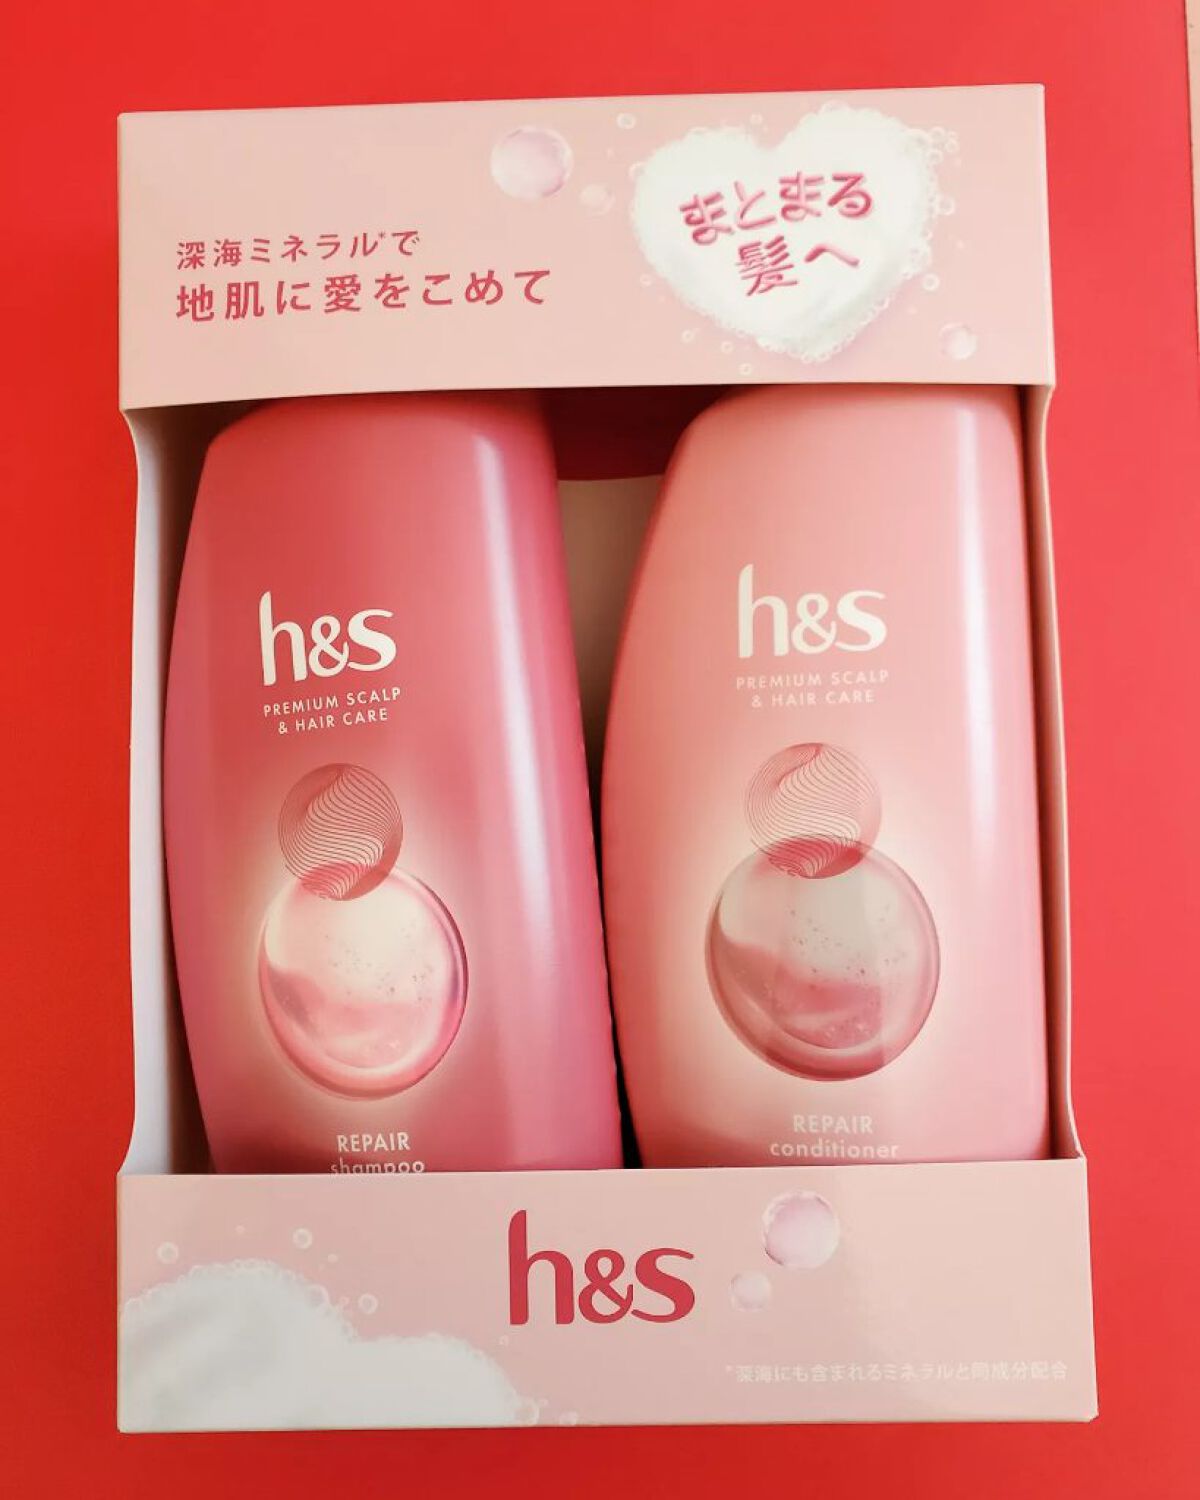 深海ミネラル*で
地肌に愛をこめて
まとまる
髪へ
h&s
PREMIUM SCALP
& HAIR CARE
REPAIR
shampoo
h&s
PREMIUM SCALP
& HAIR CARE
REPAIR
conditioner
h&s
*深海にも含まれるミネラルと同成分配合